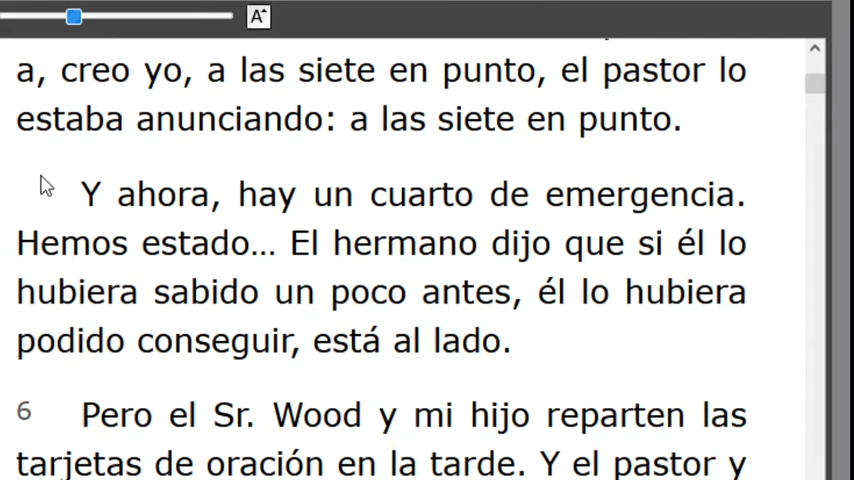 A
a, creo yo, a las siete en punto, el pastor lo
estaba anunciando: a las siete en punto.
Y ahora, hay un cuarto de emergencia.
Hemos estado... El hermano dijo que si él lo
hubiera sabido un poco antes, él lo hubiera
podido conseguir, está al lado.
6 Pero el Sr. Wood y mi hijo reparten las
tarjetas de oración en la tarde. Y el pastor y